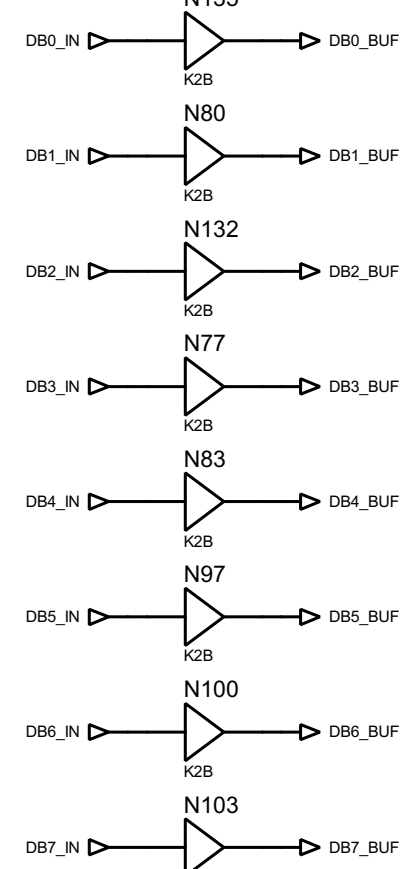 DB0_IN DB0_BUF
K2B
N80
DB1_IN DB1_BUF
K2B
N132
DB2_IN DB2_BUF
K2B
N77
DB3_IN DB3_BUF
K2B
N83
DB4_IN DB4_BUF
K2B
N97
DB5_IN DB5_BUF
K2B
N100
DB6_IN DB6_BUF
K2B
N103
DB7_IN DB7_BUF